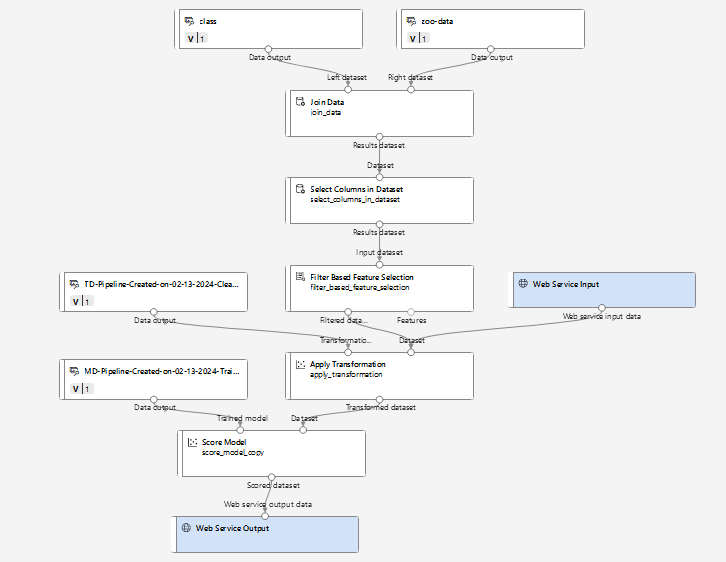 class
V | 1
zoo-data
V | 1
Data output
Data output
Left dataset
Right dataset
Join Data
join_data
Results dataset
Dataset
Select Columns in Dataset
select_columns_in_dataset
Results dataset
Input dataset
TD-Pipeline-Created-on-02-13-2024-Clea...
V | 1
Filter Based Feature Selection
filter_based_feature_selection
Web Service Input
Data output
Filtered data...
Features
Web service input data
Transformatio...
Dataset
MD-Pipeline-Created-on-02-13-2024-Trai...
V | 1
Apply Transformation
apply_transformation
Data output
Transformed dataset
Trained model
Dataset
Score Model
score_model_copy
Scored dataset
Web service output data
Web Service Output